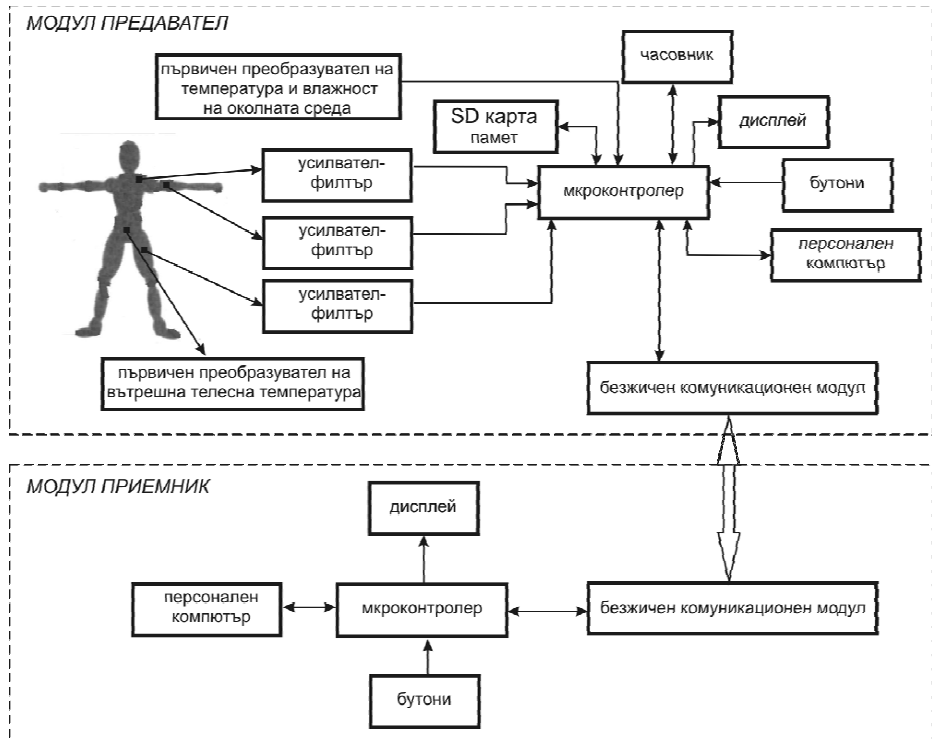 МОДУЛ ПРЕДАВАТЕЛ
първичен преобразувател на
температура и влажност
на околната среда
часовник
SD карта
памет
дисплей
усилвател-
филтър
мкроконтролер
бутони
усилвател-
филтър
персонален
компютър
усилвател-
филтър
първичен преобразувател на
вътрешна телесна температура
безжичен комуникационен модул
МОДУЛ ПРИЕМНИК
дисплей
персонален
компютър
мкроконтролер
безжичен комуникационен модул
бутони